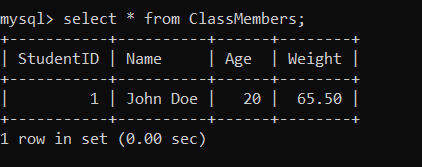 mysql> select * from ClassMembers;
+-----------+----------+------+--------+
| StudentID | Name     | Age  | Weight |
+-----------+----------+------+--------+
|         1 | John Doe |   20 |  65.50 |
+-----------+----------+------+--------+
1 row in set (0.00 sec)